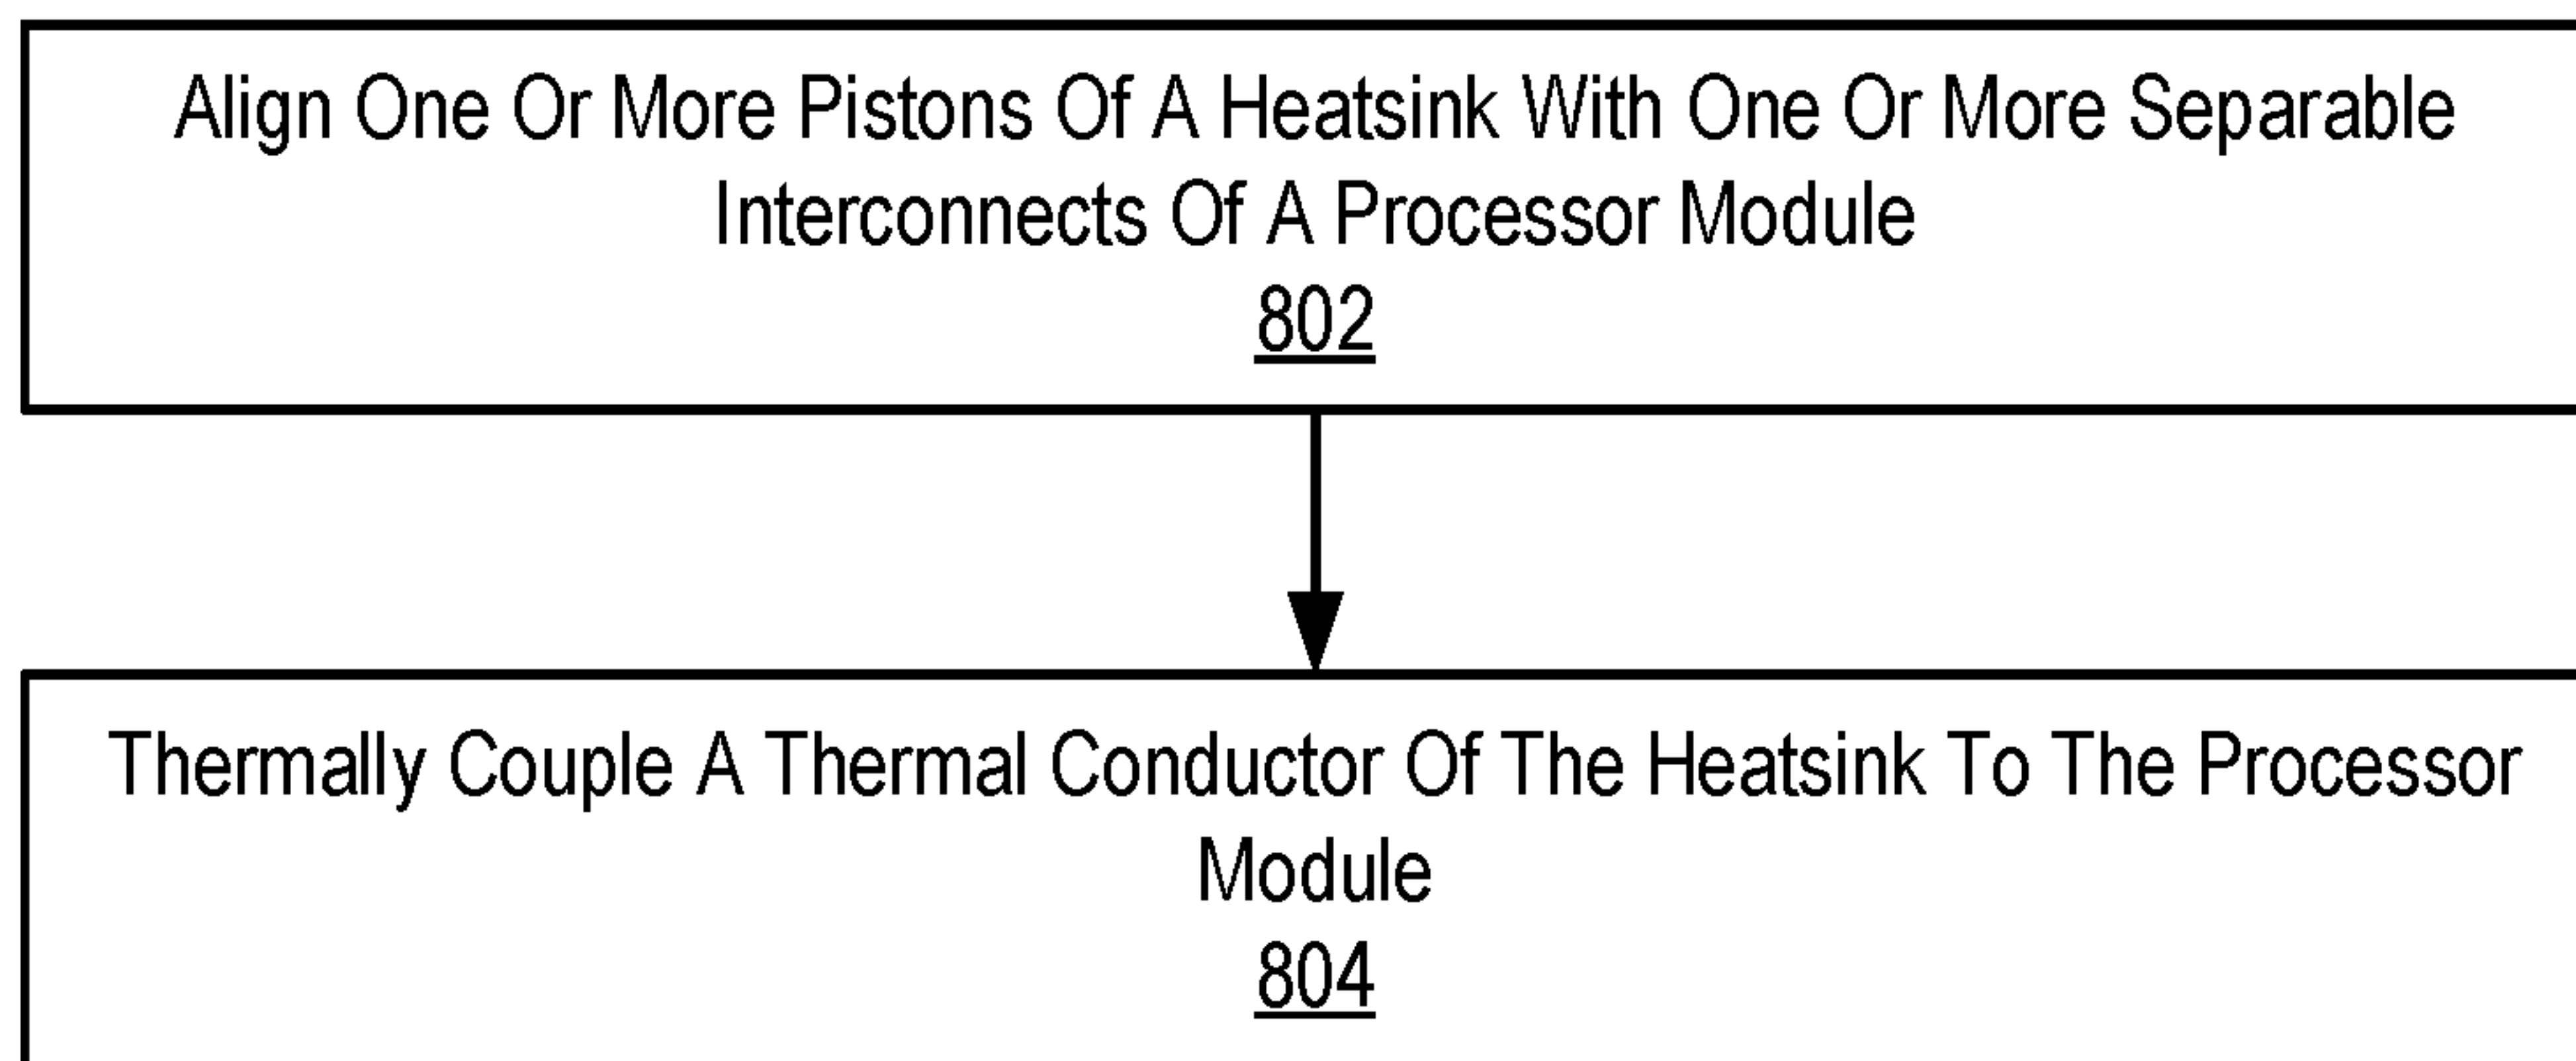 Align One Or More Pistons Of A Heatsink With One Or More Separable
Interconnects Of A Processor Module
802
Thermally Couple A Thermal Conductor Of The Heatsink To The Processor
Module
804